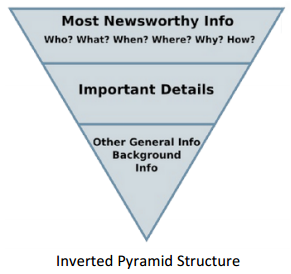 Most Newsworthy Info
Who? What? When? Where? Why? How?
Important Details
Other General Info
Background
Info
Inverted Pyramid Structure